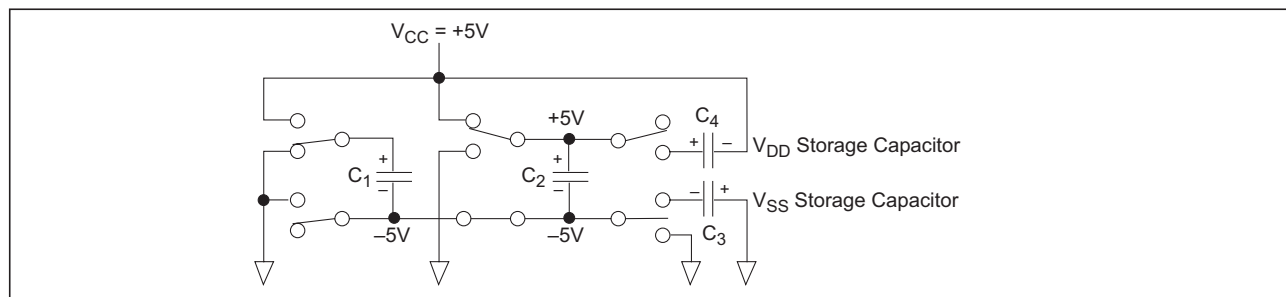 V_CC = +5V
+5V
C_4
+ –
V_DD Storage Capacitor
+
C_1
–
+
C_2
–
– +
V_SS Storage Capacitor
–5V
–5V
C_3